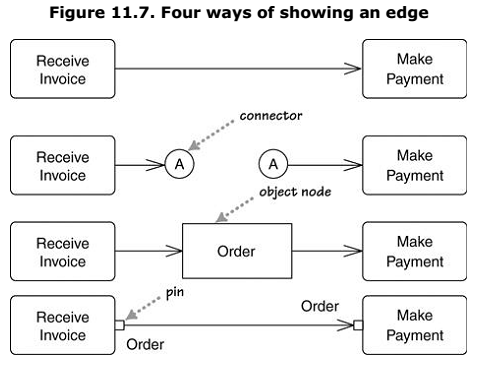 Figure 11.7. Four ways of showing an edge
Receive
Invoice
Make
Payment
connector
Receive
Invoice
A
A
Make
Payment
object node
Receive
Invoice
Order
Make
Payment
pin
Receive
Invoice
Order
Order
Make
Payment